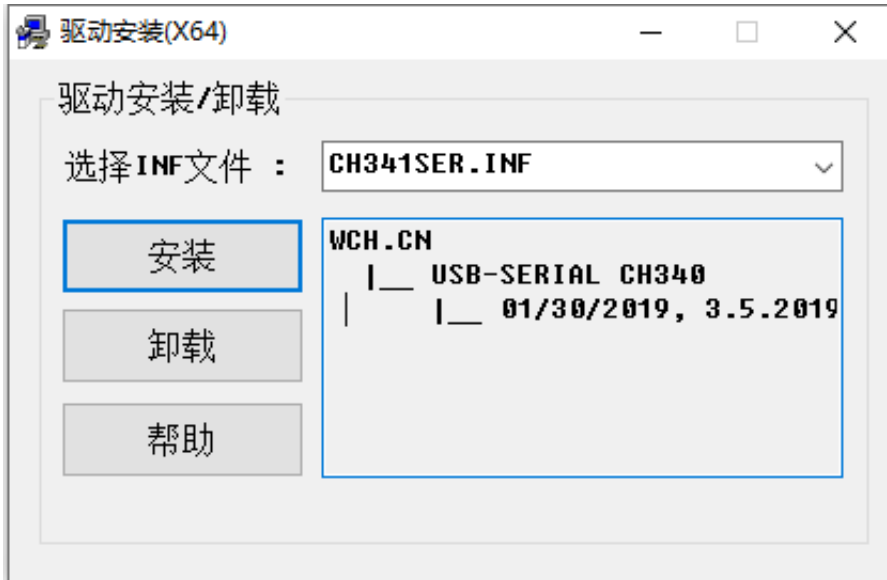 驱动安装(X64)
驱动安装/卸载
选择INF文件 : CH341SER.INF
安装
卸载
帮助
WCH.CN
|__ USB-SERIAL CH340
| |__ 01/30/2019, 3.5.2019